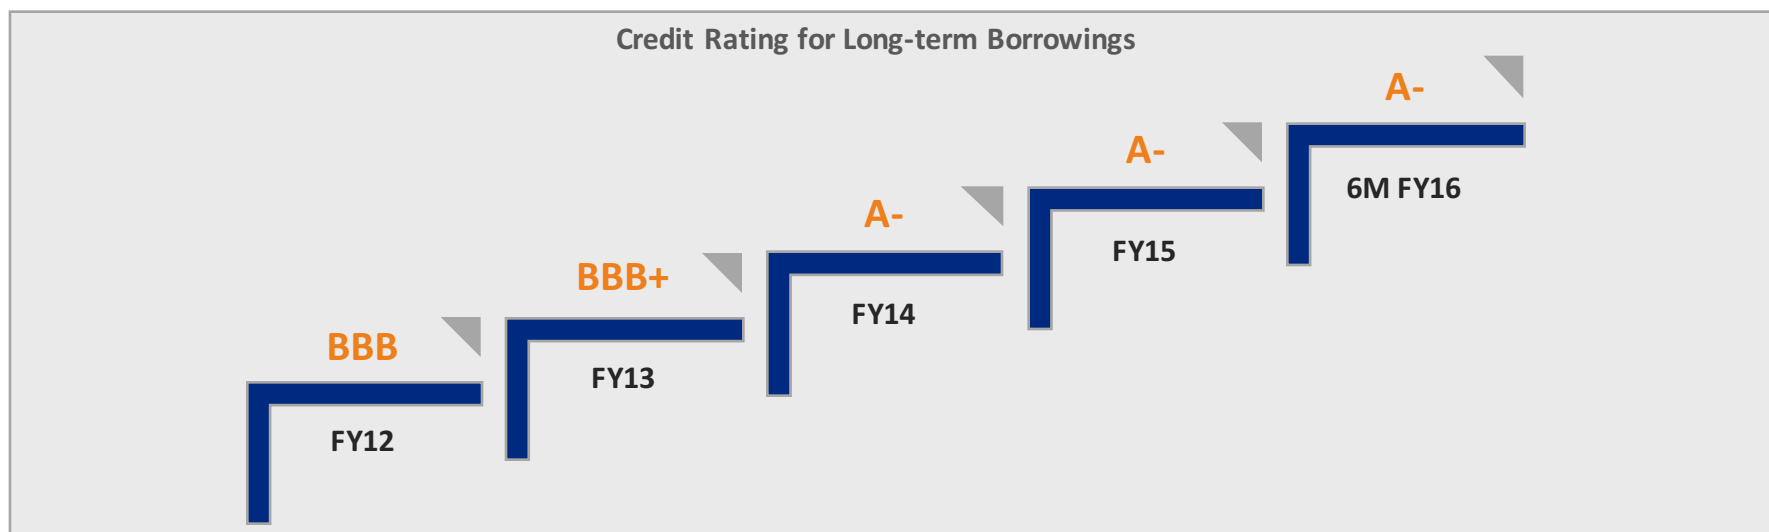 Credit Rating for Long-term Borrowings
BBB
FY12
BBB+
FY13
A-
FY14
A-
FY15
A-
6M FY16